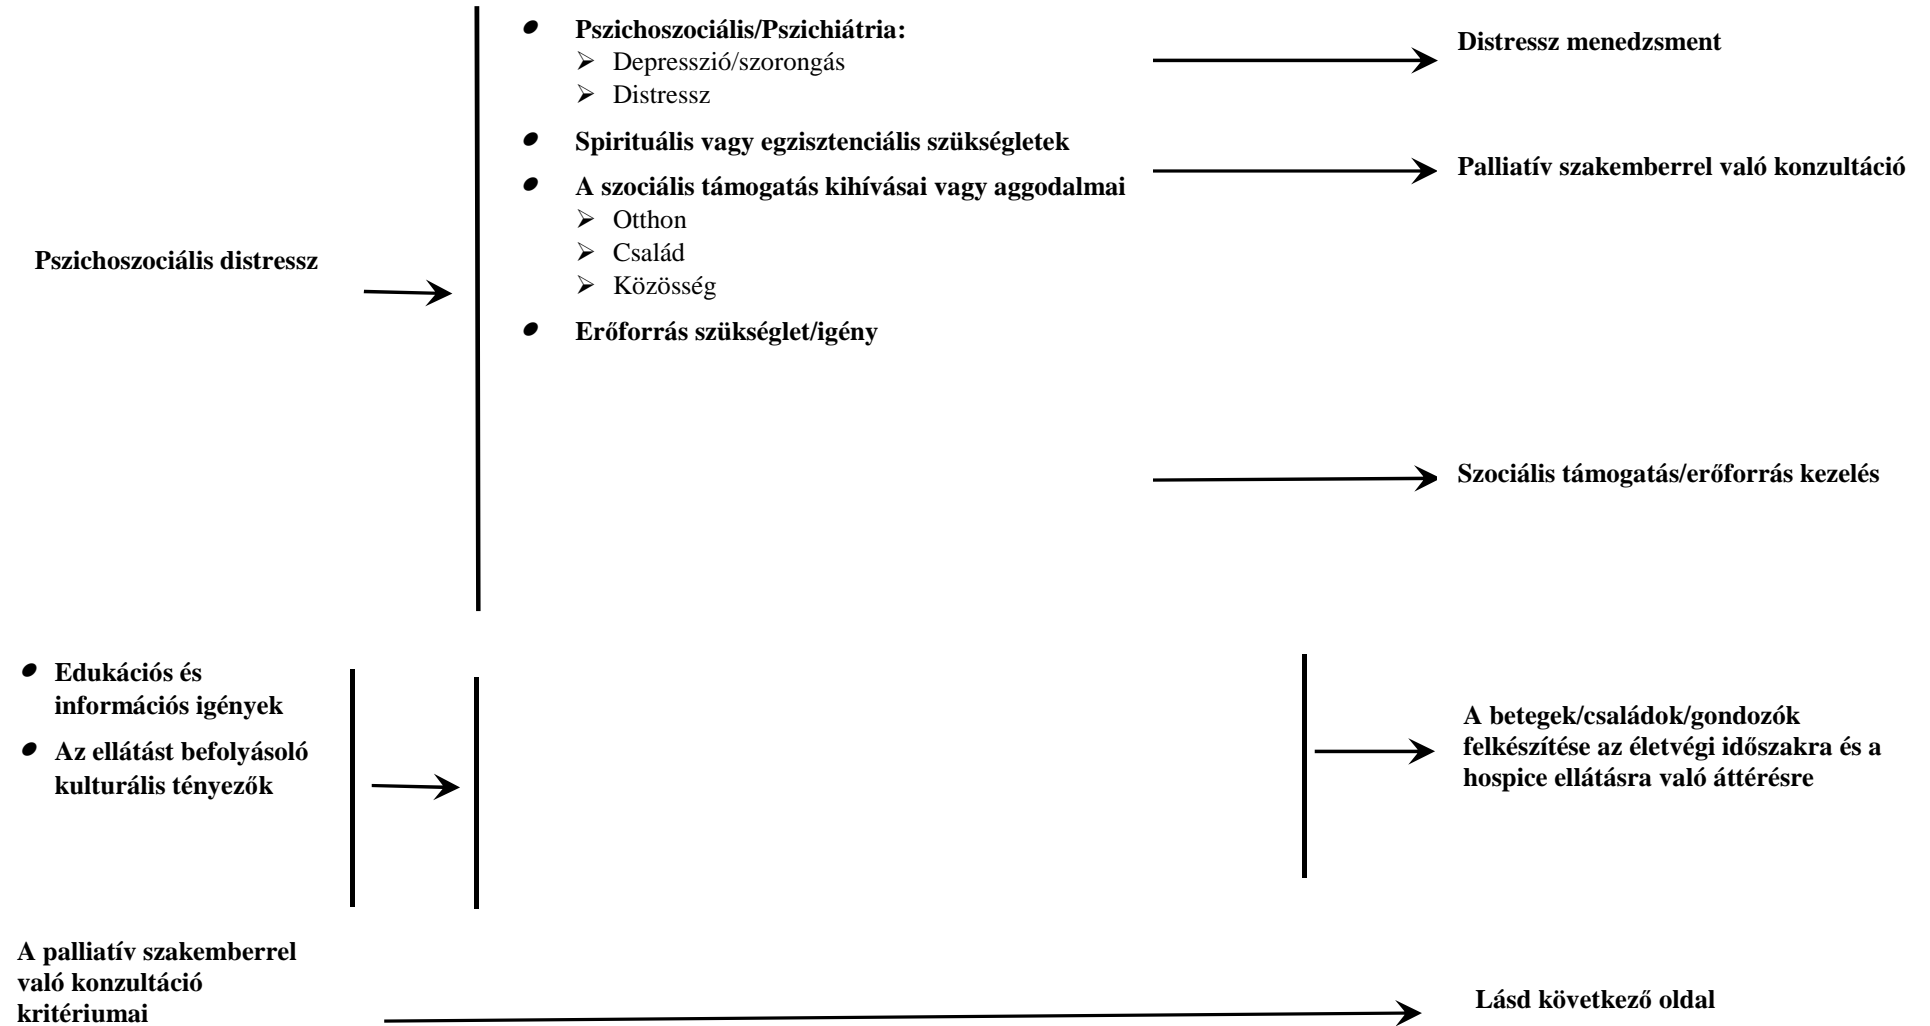 Pszichoszociális distressz
Pszichoszociális/Pszichiátria:
Depresszió/szorongás
Distressz
Spirituális vagy egzisztenciális szükségletek
A szociális támogatás kihívásai vagy aggodalmai
Otthon
Család
Közösség
Erőforrás szükséglet/igény
Distressz menedzsment
Palliatív szakemberrel való konzultáció
Szociális támogatás/erőforrás kezelés
Edukációs és
információs igények
Az ellátást befolyásoló
kulturális tényezők
A betegek/családok/gondozók
felkészítése az életvégi időszakra és a
hospice ellátásra való áttérésre
A palliatív szakemberrel
való konzultáció
kritériumai
Lásd következő oldal